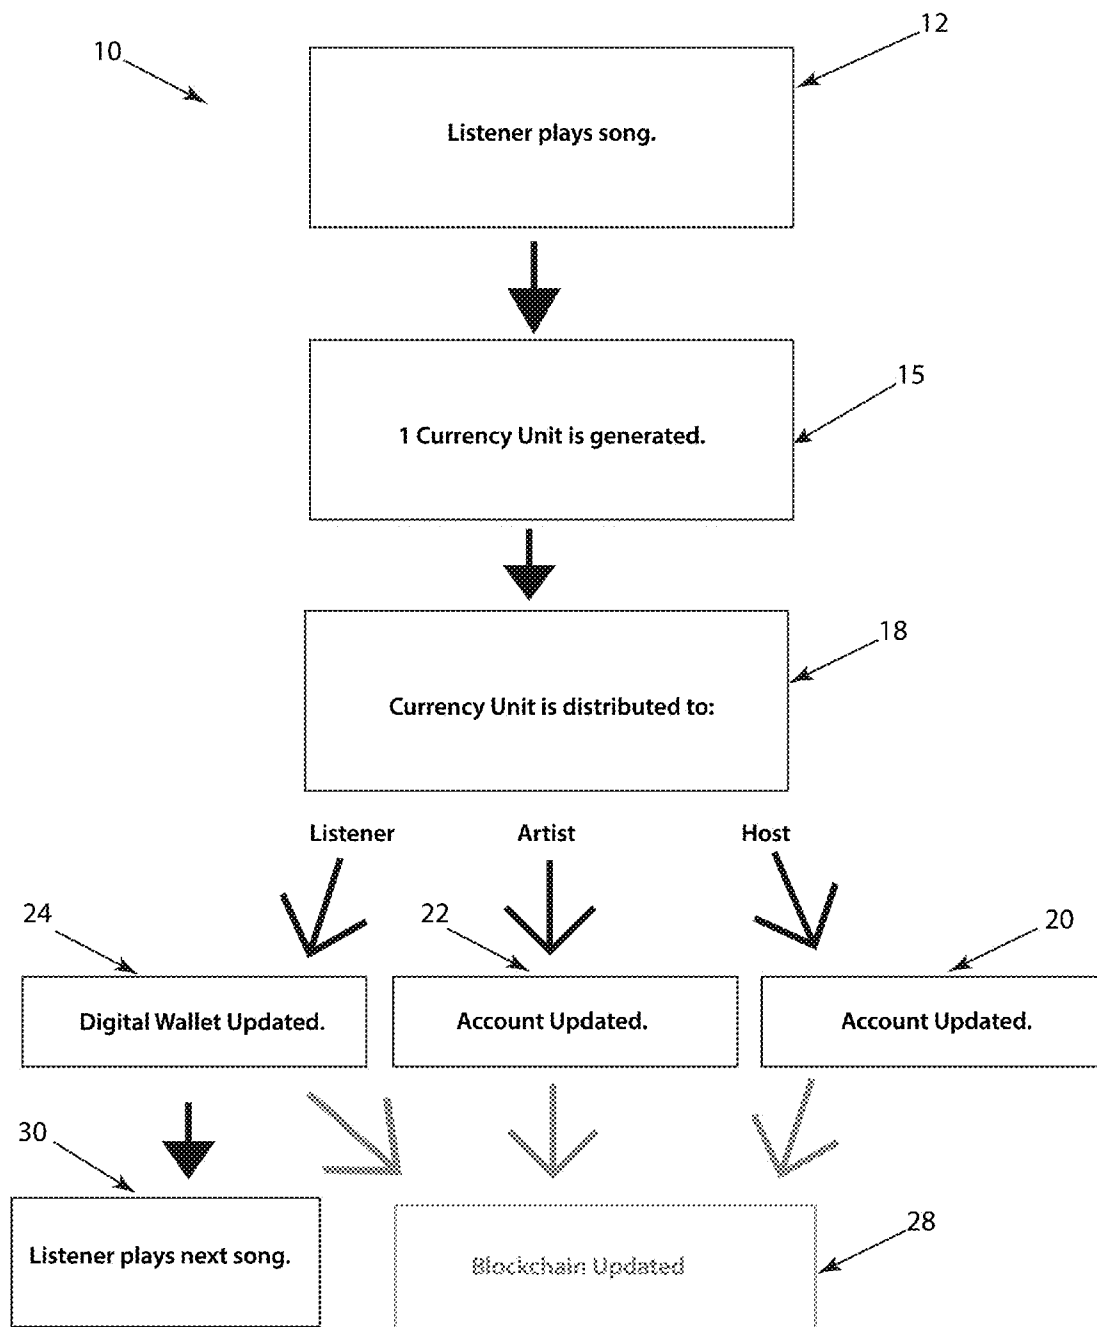 10
12
Listener plays song.
15
1 Currency Unit is generated.
18
Currency Unit is distributed to:
Listener
Artist
Host
24
22
20
Digital Wallet Updated.
Account Updated.
Account Updated.
30
28
Listener plays next song.
Blockchain Updated